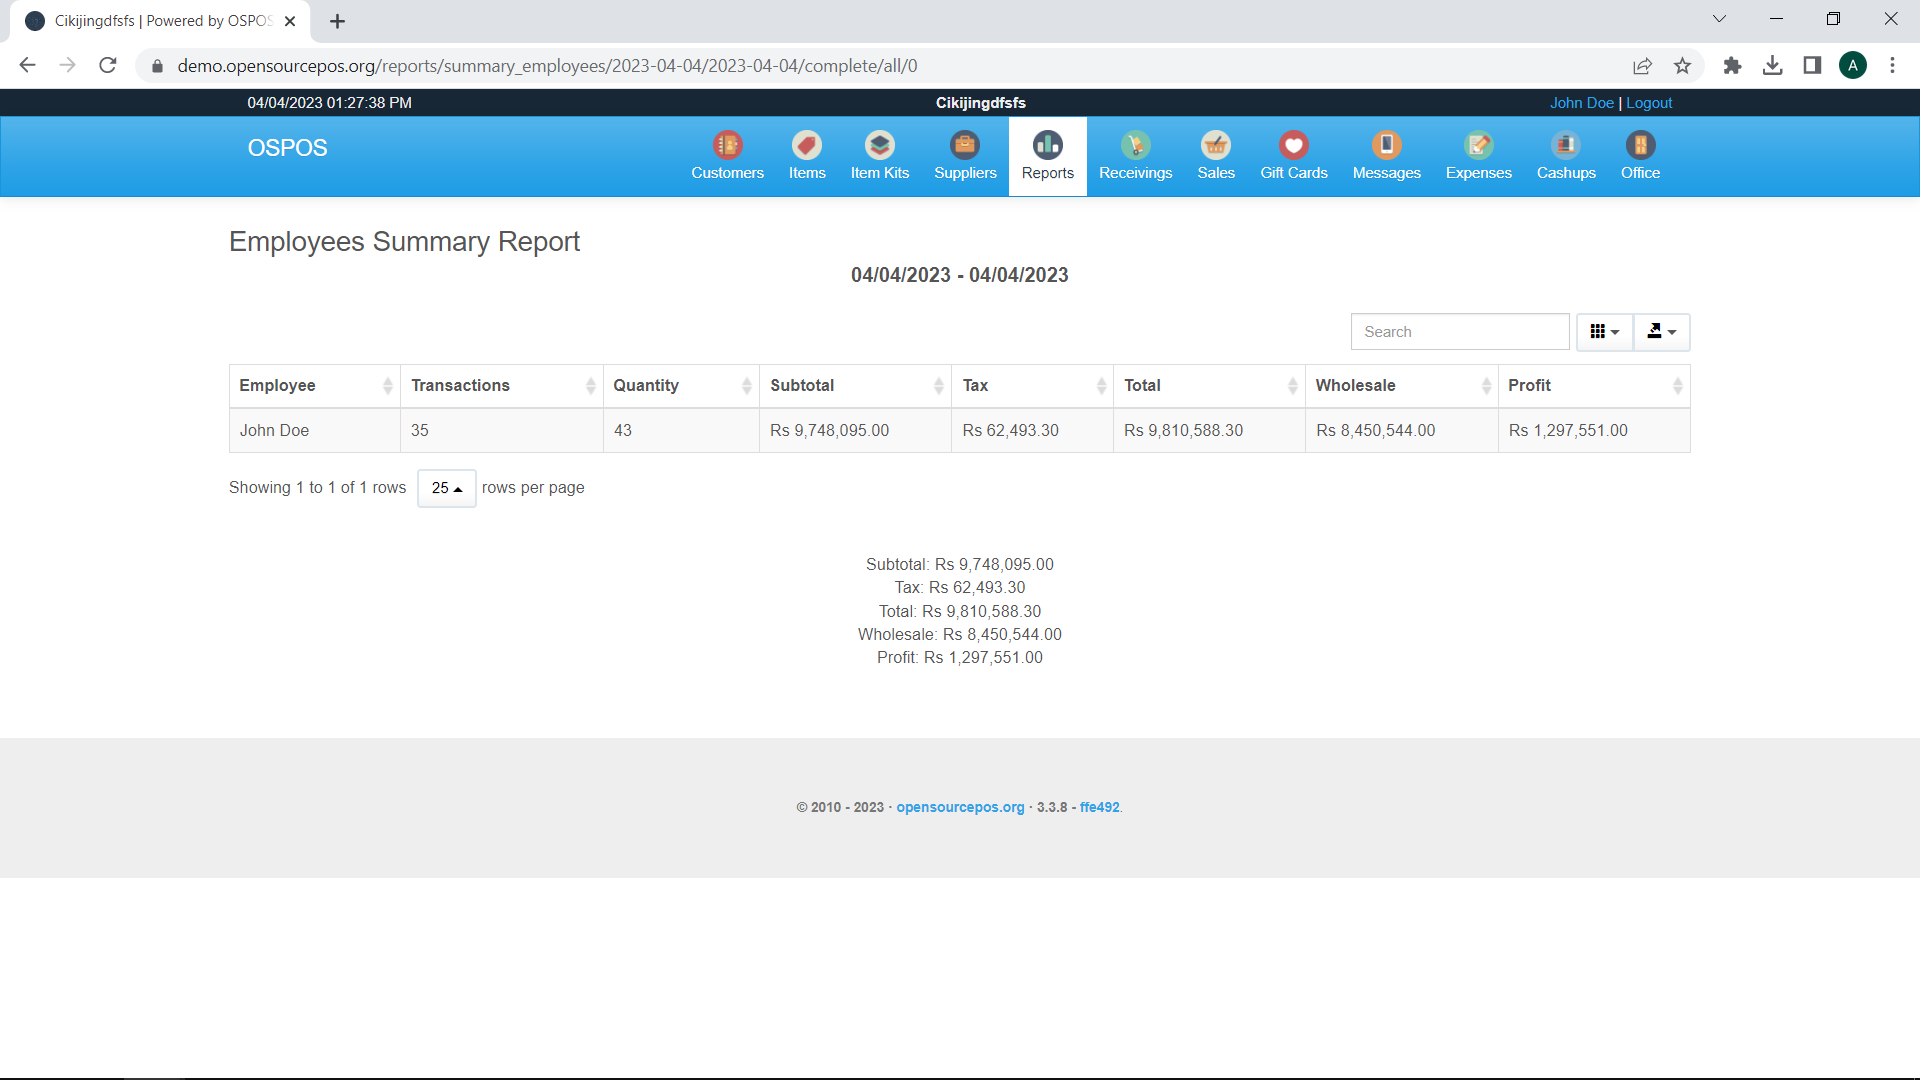 Cikijingdfsfs | Powered by OSPOS
demo.opensourcepos.org/reports/summary_employees/2023-04-04/2023-04-04/complete/all/0
A
04/04/2023 01:27:38 PM
Cikijingdfsfs
John Doe | Logout
OSPOS
Customers
Items
Item Kits
Suppliers
Reports
Receivings
Sales
Gift Cards
Messages
Expenses
Cashups
Office
Employees Summary Report
04/04/2023 - 04/04/2023
Search
Employee Transactions Quantity Subtotal Tax Total Wholesale Profit
John Doe 35 43 Rs 9,748,095.00 Rs 62,493.30 Rs 9,810,588.30 Rs 8,450,544.00 Rs 1,297,551.00
Showing 1 to 1 of 1 rows 25 rows per page
Subtotal: Rs 9,748,095.00
Tax: Rs 62,493.30
Total: Rs 9,810,588.30
Wholesale: Rs 8,450,544.00
Profit: Rs 1,297,551.00
© 2010 - 2023 · opensourcepos.org · 3.3.8 - ffe492.